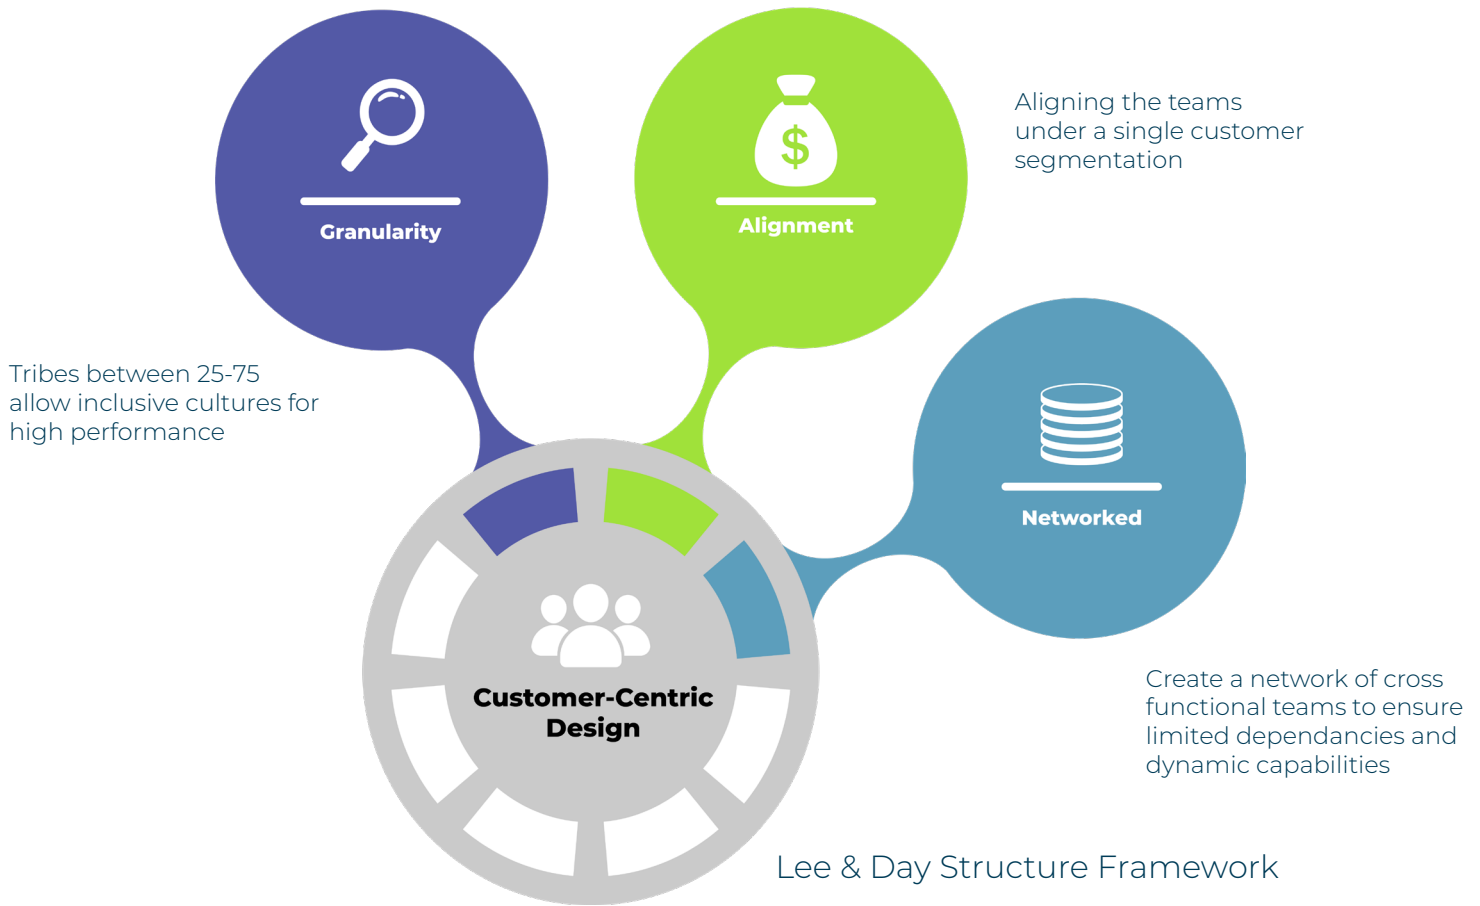 Granularity
$
Alignment
Aligning the teams
under a single customer
segmentation
Tribes between 25-75
allow inclusive cultures for
high performance
Networked
Create a network of cross
functional teams to ensure
limited dependancies and
dynamic capabilities
Customer-Centric
Design
Lee & Day Structure Framework